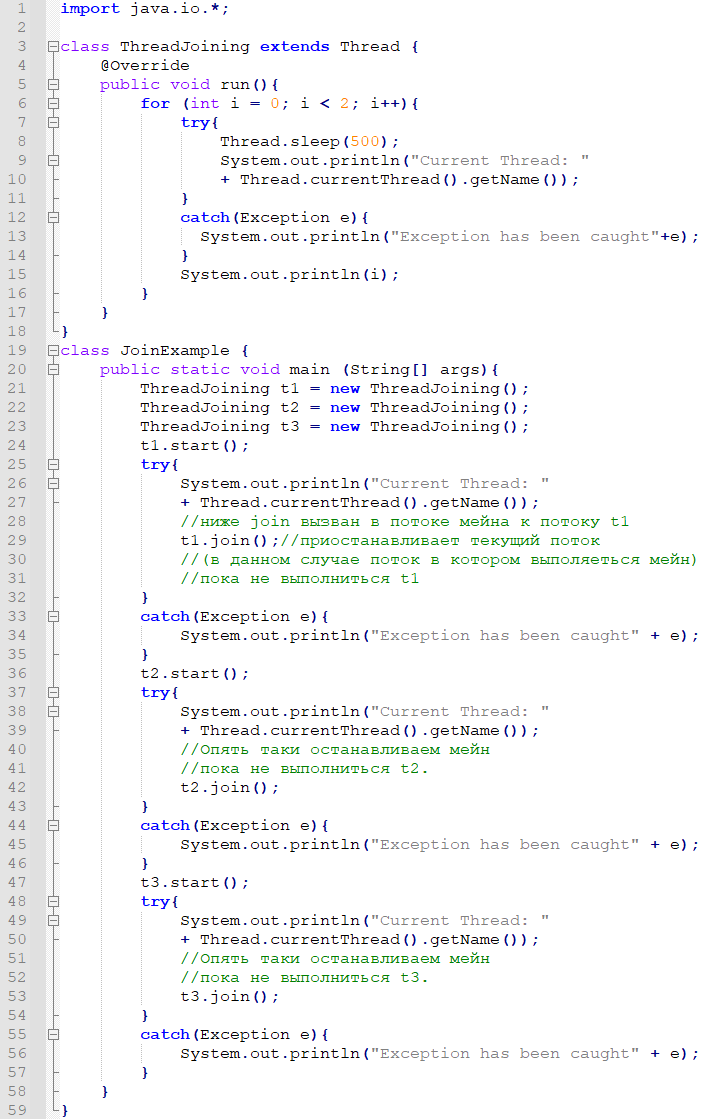 1 import java.io.*;
2
3 class ThreadJoining extends Thread {
4 @Override
5 public void run(){
6 for (int i = 0; i < 2; i++){
7 try{
8 Thread.sleep(500);
9 System.out.println("Current Thread: "
10 + Thread.currentThread().getName());
11 }
12 catch(Exception e){
13 System.out.println("Exception has been caught"+e);
14 }
15 System.out.println(i);
16 }
17 }
18 }
19 class JoinExample {
20 public static void main (String[] args){
21 ThreadJoining t1 = new ThreadJoining();
22 ThreadJoining t2 = new ThreadJoining();
23 ThreadJoining t3 = new ThreadJoining();
24 t1.start();
25 try{
26 System.out.println("Current Thread: "
27 + Thread.currentThread().getName());
28 //ниже join вызван в потоке мейна к потоку t1
29 t1.join();//приостанавливает текущий поток
30 //(в данном случае поток в котором выполяеться мейн)
31 //пока не выполниться t1
32 }
33 catch(Exception e){
34 System.out.println("Exception has been caught" + e);
35 }
36 t2.start();
37 try{
38 System.out.println("Current Thread: "
39 + Thread.currentThread().getName());
40 //Опять таки останавливаем мейн
41 //пока не выполниться t2.
42 t2.join();
43 }
44 catch(Exception e){
45 System.out.println("Exception has been caught" + e);
46 }
47 t3.start();
48 try{
49 System.out.println("Current Thread: "
50 + Thread.currentThread().getName());
51 //Опять таки останавливаем мейн
52 //пока не выполниться t3.
53 t3.join();
54 }
55 catch(Exception e){
56 System.out.println("Exception has been caught" + e);
57 }
58 }
59 }